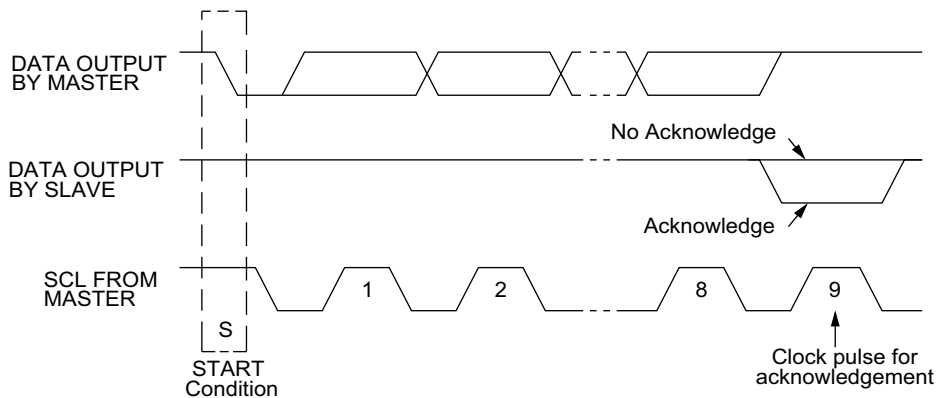 DATA OUTPUT
BY MASTER
No Acknowledge
DATA OUTPUT
BY SLAVE
Acknowledge
SCL FROM
MASTER
1
2
8
9
S
START
Condition
Clock pulse for
acknowledgement